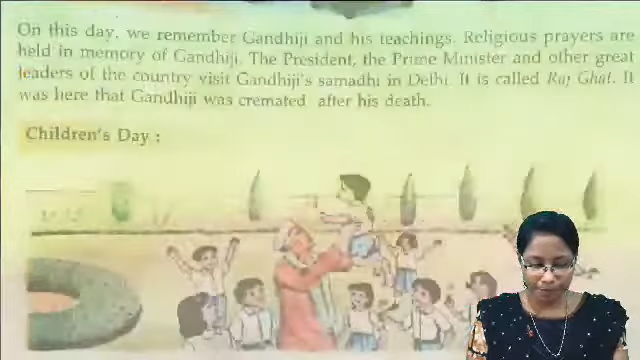 On this day, we remember Gandhiji and his teachings. Religious prayers are
held in memory of Gandhiji. The President, the Prime Minister and other great
leaders of the country visit Gandhiji's samadhi in Delhi. It is called Raj Ghat. It
was here that Gandhiji was cremated after his death.
Children's Day :